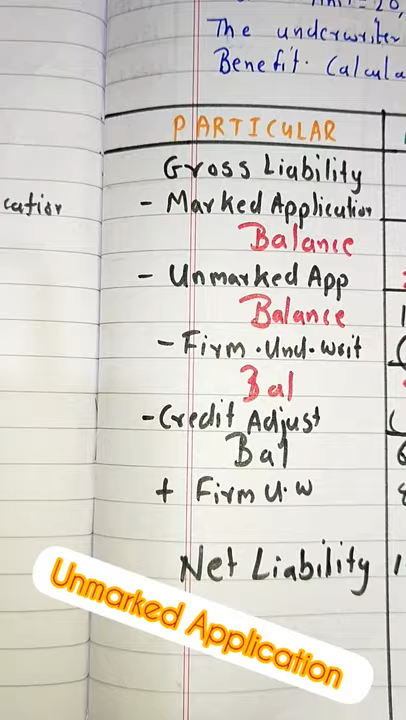 The underwriter
Benefit. Calcula
PARTICULAR
Gross Liability
- Marked Application
Balance
- Unmarked App
Balance
- Firm.Und.writ
Bal
-Credit Adjust
Bal
+ Firm U.W
Net Liability
Unmarked Application